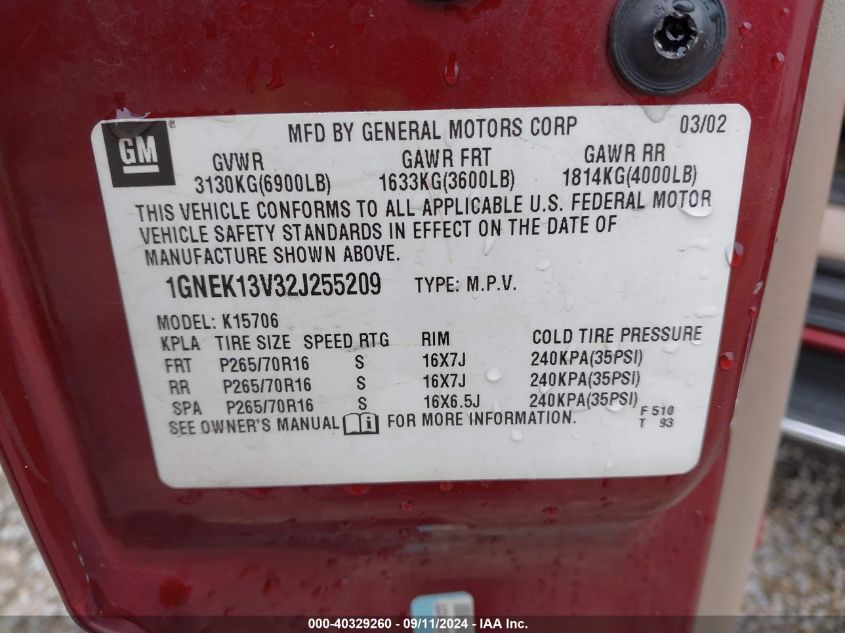 GM ® MFD BY GENERAL MOTORS CORP 03/02
GVWR GAWR FRT GAWR RR
3130KG(6900LB) 1633KG(3600LB) 1814KG(4000LB)
THIS VEHICLE CONFORMS TO ALL APPLICABLE U.S. FEDERAL MOTOR
VEHICLE SAFETY STANDARDS IN EFFECT ON THE DATE OF
MANUFACTURE SHOWN ABOVE.
1GNEK13V32J255209 TYPE: M.P.V.
MODEL: K15706
KPLA TIRE SIZE SPEED RTG RIM COLD TIRE PRESSURE
FRT P265/70R16 S 16X7J 240KPA(35PSI)
RR P265/70R16 S 16X7J 240KPA(35PSI)
SPA P265/70R16 S 16X6.5J 240KPA(35PSI)
SEE OWNER'S MANUAL i FOR MORE INFORMATION.
F 510
T 93
000-40329260 - 09/11/2024 - IAA Inc.